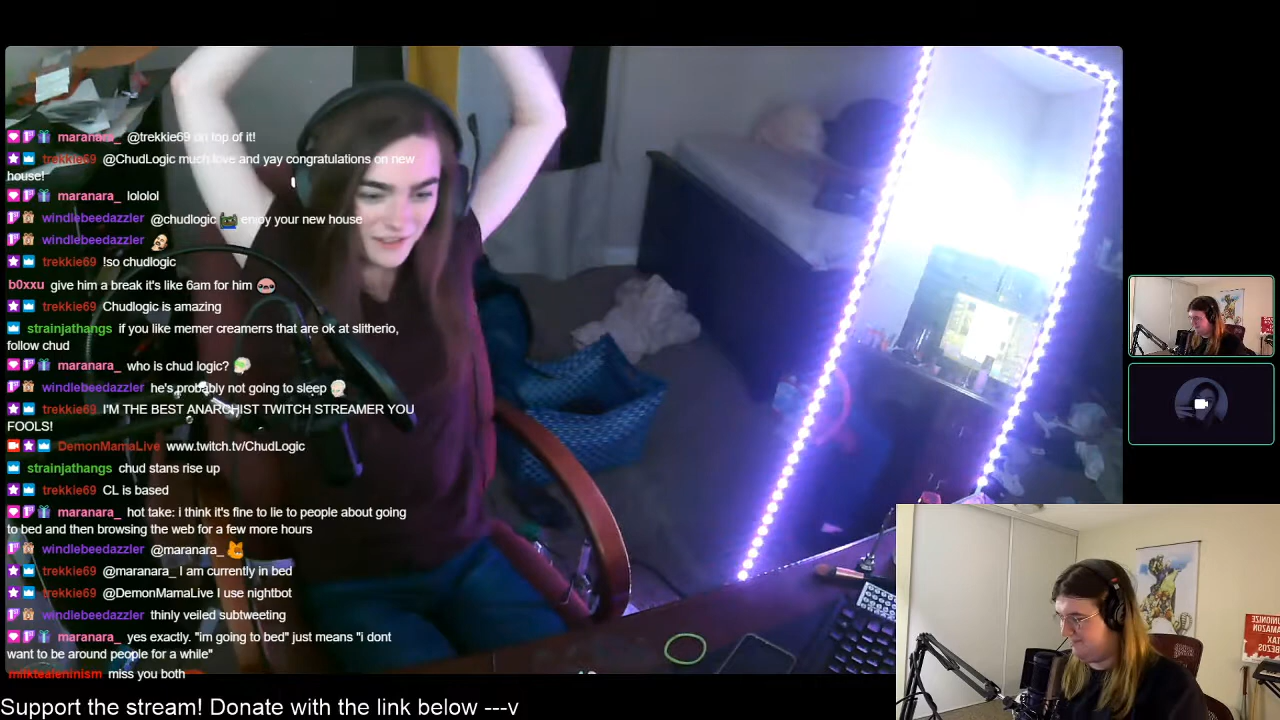 maranara_ @trekkie69 on top of it!
trekkie69 @ChudLogic much love and yay congratulations on new
house!
maranara_ lololol
windlebeedazzler @chudlogic enjoy your new house
windlebeedazzler
trekkie69 !so chudlogic
b0xxu give him a break it's like 6am for him
trekkie69 Chudlogic is amazing
strainjathangs if you like memer creamerrs that are ok at slitherio,
follow chud
maranara_ who is chud logic?
windlebeedazzler he's probably not going to sleep
trekkie69 I'M THE BEST ANARCHIST TWITCH STREAMER YOU
FOOLS!
DemonMamaLive www.twitch.tv/ChudLogic
strainjathangs chud stans rise up
trekkie69 CL is based
maranara_ hot take: i think it's fine to lie to people about going
to bed and then browsing the web for a few more hours
windlebeedazzler @maranara_
trekkie69 @maranara_ I am currently in bed
trekkie69 @DemonMamaLive I use nightbot
windlebeedazzler thinly veiled subtweeting
maranara_ yes exactly. "im going to bed" just means "i dont
want to be around people for a while"
milktealeninism miss you both
UNIONIZE
AMAZON
BEZOS
Support the stream! Donate with the link below ---v